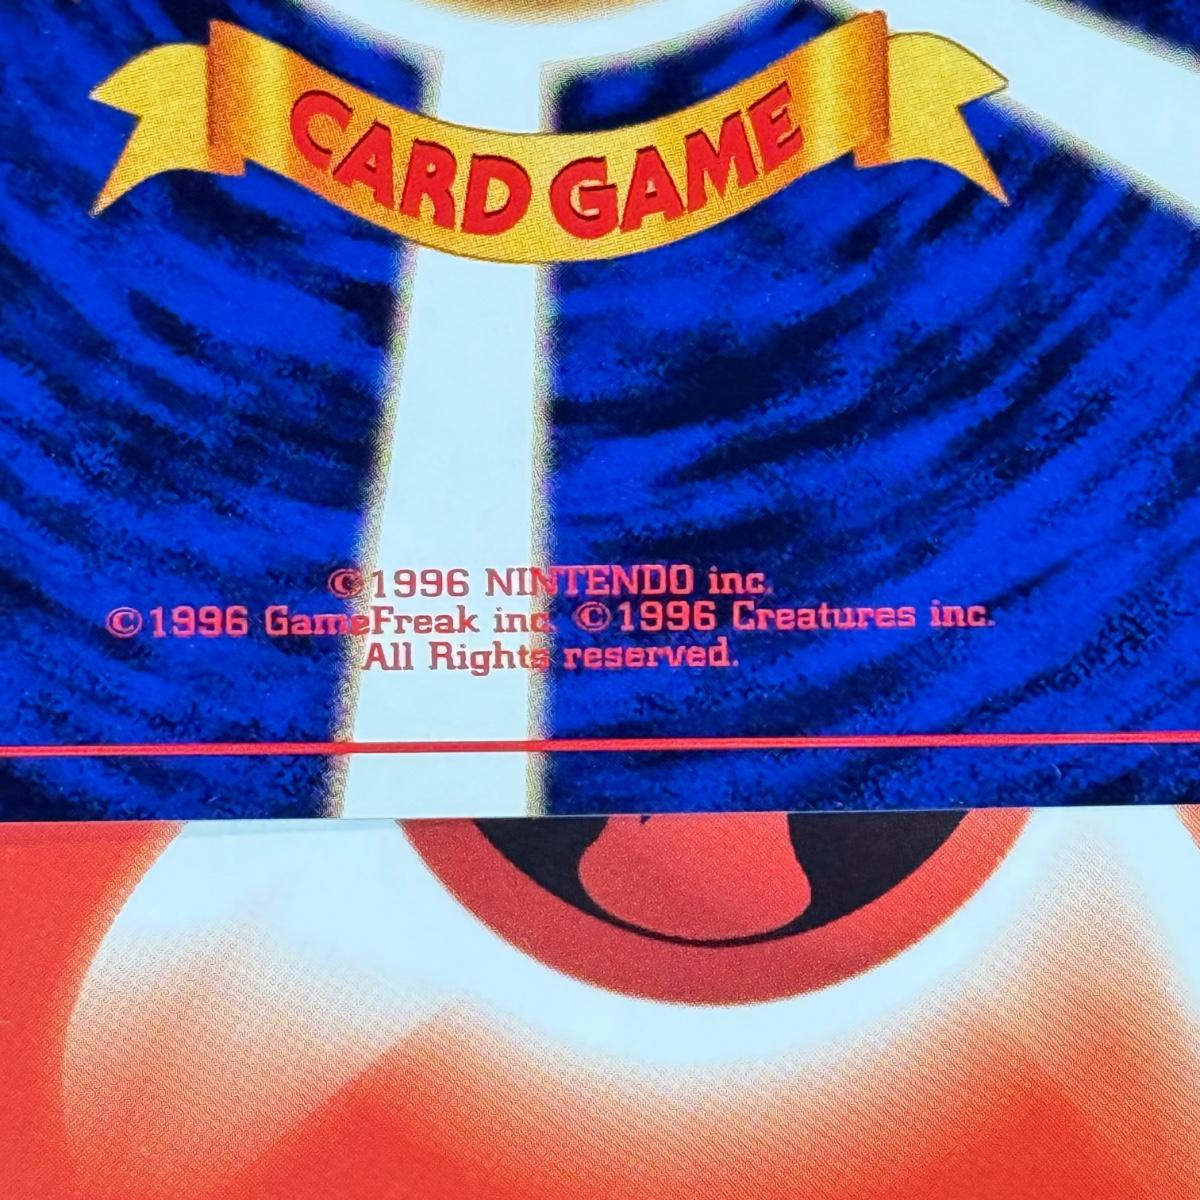 CARD GAME
©1996 NINTENDO inc.
©1996 GameFreak inc. ©1996 Creatures inc.
All Rights reserved.